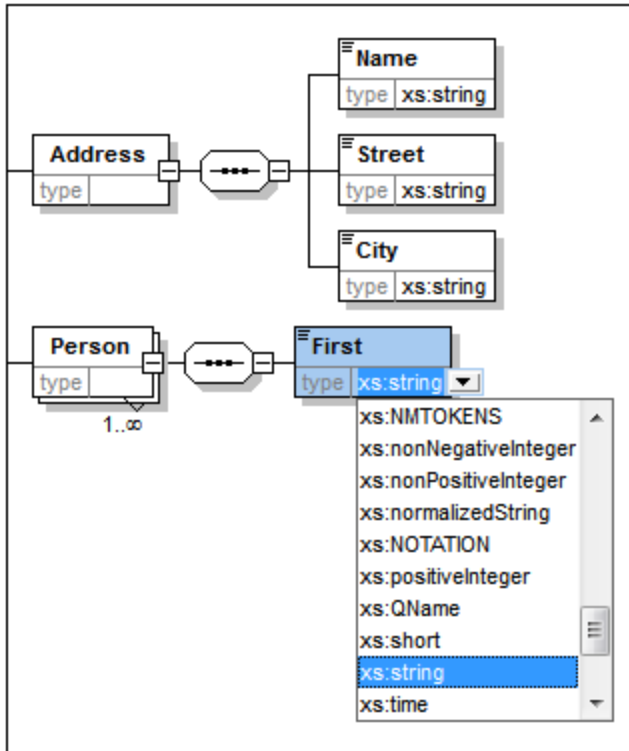 Name
type xs:string
Address
type
Street
type xs:string
City
type xs:string
Person
type
1..∞
First
type xs:string
xs:NMTOKENS
xs:nonNegativeInteger
xs:nonPositiveInteger
xs:normalizedString
xs:NOTATION
xs:positiveInteger
xs:QName
xs:short
xs:string
xs:time